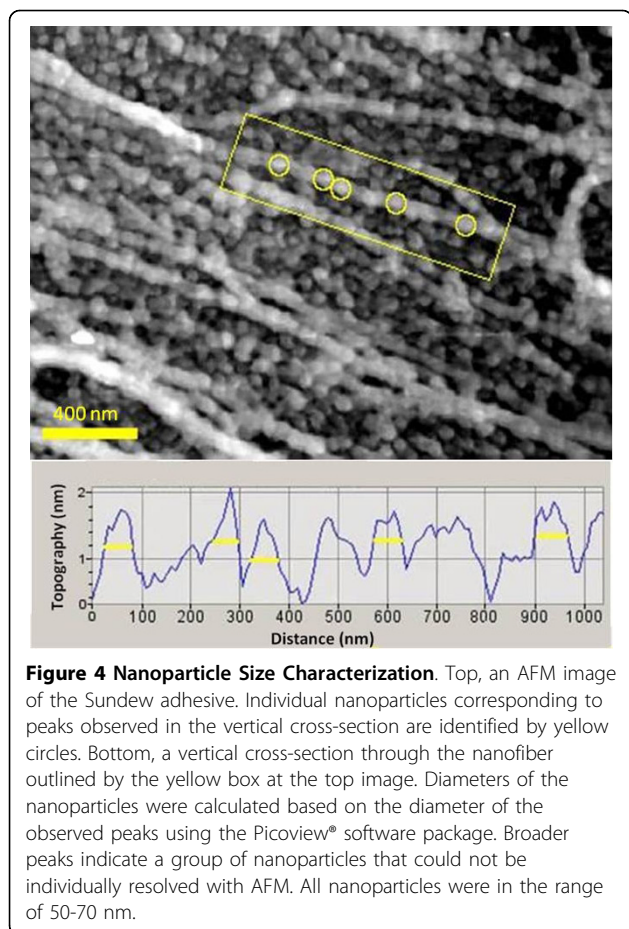 400 nm
Topography (nm)
2
1
0
0 100 200 300 400 500 600 700 800 900 1000
Distance (nm)
Figure 4 Nanoparticle Size Characterization. Top, an AFM image
of the Sundew adhesive. Individual nanoparticles corresponding to
peaks observed in the vertical cross-section are identified by yellow
circles. Bottom, a vertical cross-section through the nanofiber
outlined by the yellow box at the top image. Diameters of the
nanoparticles were calculated based on the diameter of the
observed peaks using the Picoview® software package. Broader
peaks indicate a group of nanoparticles that could not be
individually resolved with AFM. All nanoparticles were in the range
of 50-70 nm.